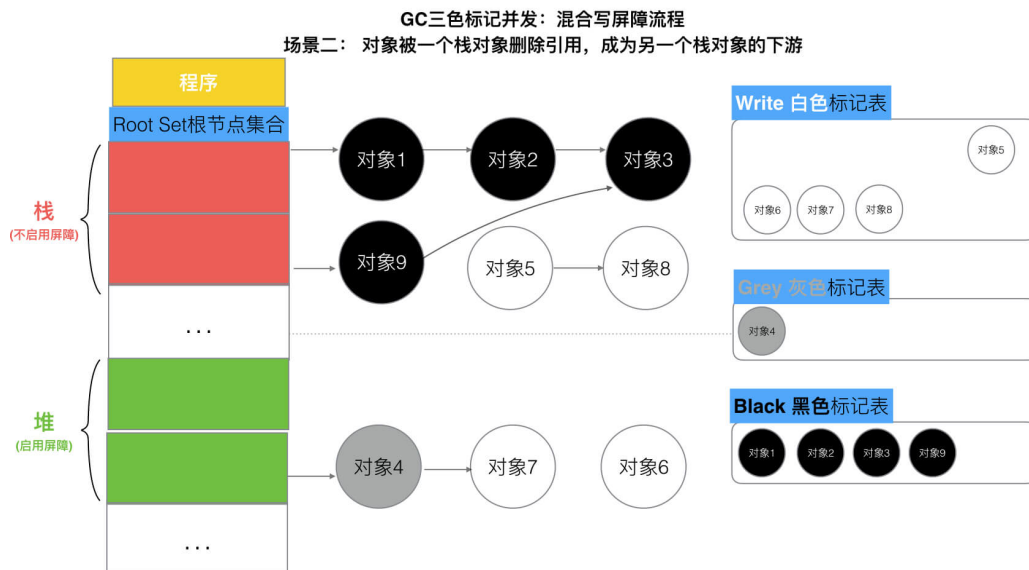 GC三色标记并发：混合写屏障流程
场景二： 对象被一个栈对象删除引用，成为另一个栈对象的下游
程序
Root Set根节点集合
栈
(不启用屏障)
...
堆
(启用屏障)
...
对象1
对象2
对象3
对象9
对象5
对象8
对象4
对象7
对象6
Write 白色标记表
对象5
对象6
对象7
对象8
Grey 灰色标记表
对象4
Black 黑色标记表
对象1
对象2
对象3
对象9